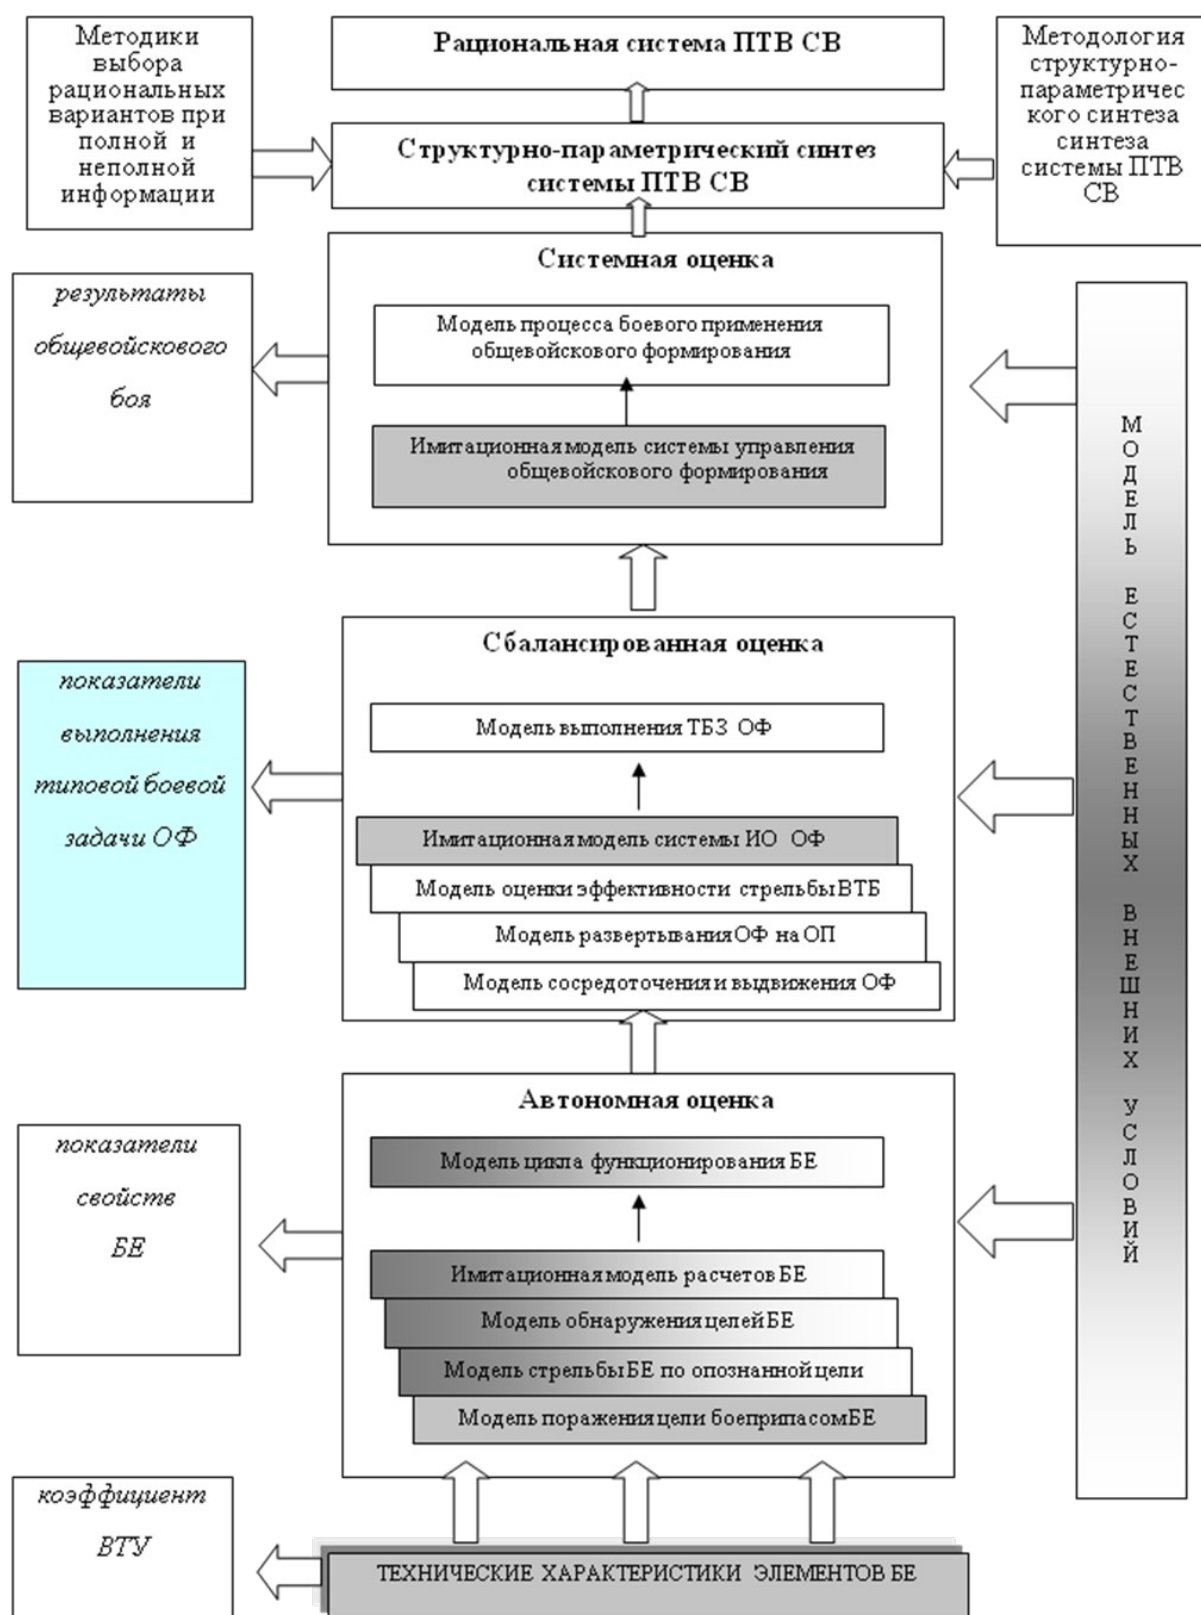 Методики
выбора
рациональных
вариантов при
полной и
неполной
информации
Рациональная система ПТВ СВ
Методология
структурно-
параметричес
кого синтеза
синтеза
системы ПТВ
СВ
Структурно-параметрический синтез
системы ПТВ СВ
Системная оценка
Модель процесса боевого применения
общевойскового формирования
Имитационная модель системы управления
общевойскового формирования
результаты
общевойскового
боя
МОДЕЛЬ ЕСТЕСТВЕННЫХ ВНЕШНИХ УСЛОВИЙ
Сбалансированная оценка
Модель выполнения ТБЗ ОФ
Имитационная модель системы ИО ОФ
Модель оценки эффективности стрельбы ВТБ
Модель развертывания ОФ на ОП
Модель сосредоточения и выдвижения ОФ
показатели
выполнения
типовой боевой
задачи ОФ
Автономная оценка
Модель цикла функционирования БЕ
Имитационная модель расчетов БЕ
Модель обнаружения целей БЕ
Модель стрельбы БЕ по опознанной цели
Модель поражения цели боеприпасом БЕ
показатели
свойств
БЕ
коэффициент
ВТУ
ТЕХНИЧЕСКИЕ ХАРАКТЕРИСТИКИ ЭЛЕМЕНТОВ БЕ